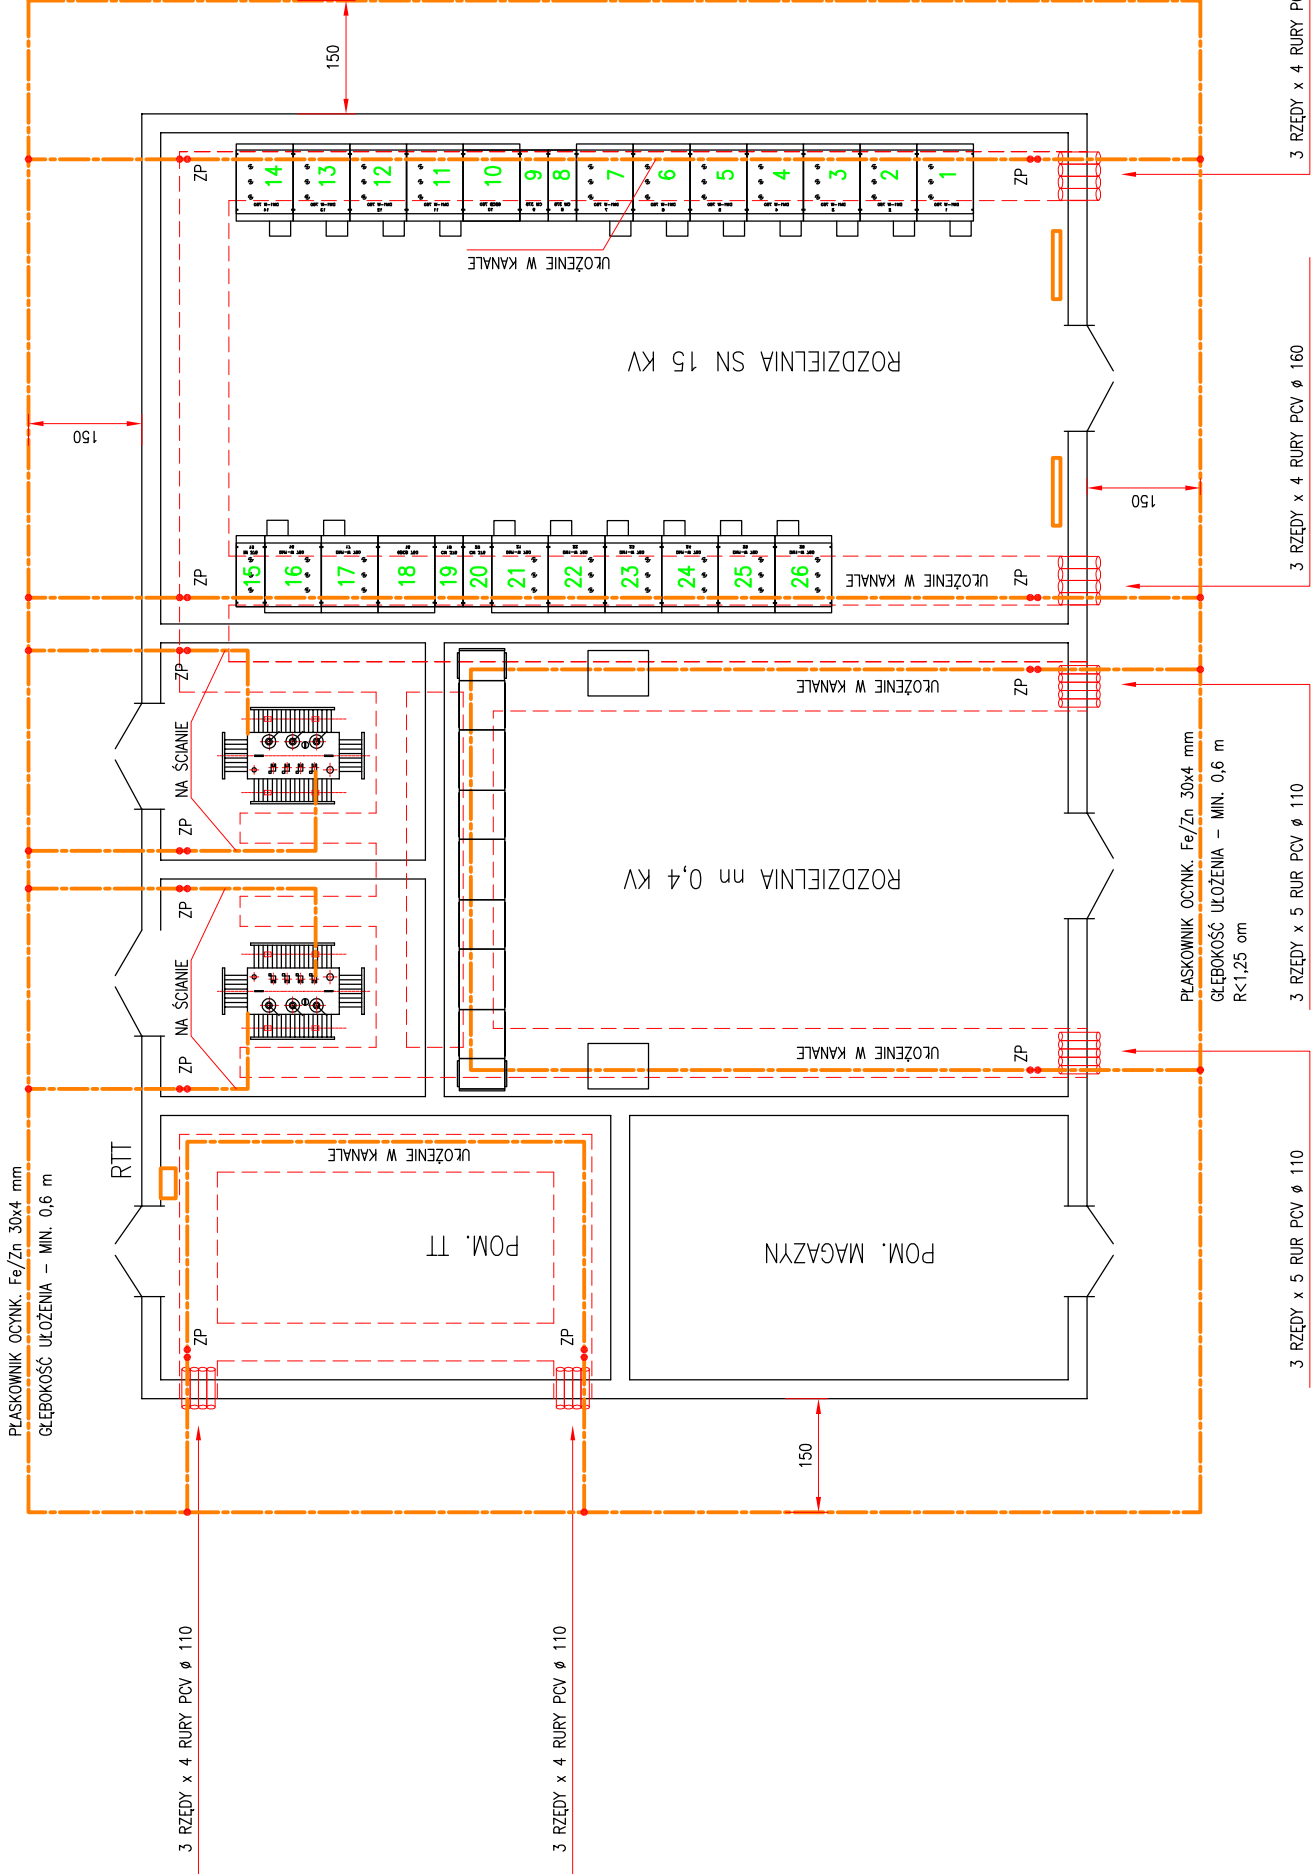 PŁASKOWNIK OCYNK. Fe/Zn 30x4 mm
GŁĘBOKOŚĆ UŁOŻENIA - MIN. 0,6 m
RTT
150
150
150
150
ZP
ZP
ZP
ZP
ZP
ZP
ZP
ZP
ZP
ZP
ZP
ZP
NA ŚCIANIE
NA ŚCIANIE
14
13
12
11
10
9
8
7
6
5
4
3
2
1
UŁOŻENIE W KANALE
ROZDZIELNIA SN 15 KV
15
16
17
18
19
20
21
22
23
24
25
26
UŁOŻENIE W KANALE
UŁOŻENIE W KANALE
ROZDZIELNIA nn 0,4 KV
UŁOŻENIE W KANALE
UŁOŻENIE W KANALE
POM. TT
POM. MAGAZYN
PŁASKOWNIK OCYNK. Fe/Zn 30x4 mm
GŁĘBOKOŚĆ UŁOŻENIA - MIN. 0,6 m
R<1,25 om
3 RZĘDY x 4 RURY PCV ø 110
3 RZĘDY x 4 RURY PCV ø 110
3 RZĘDY x 5 RUR PCV ø 110
3 RZĘDY x 5 RUR PCV ø 110
3 RZĘDY x 4 RURY PCV ø 160
3 RZĘDY x 4 RURY